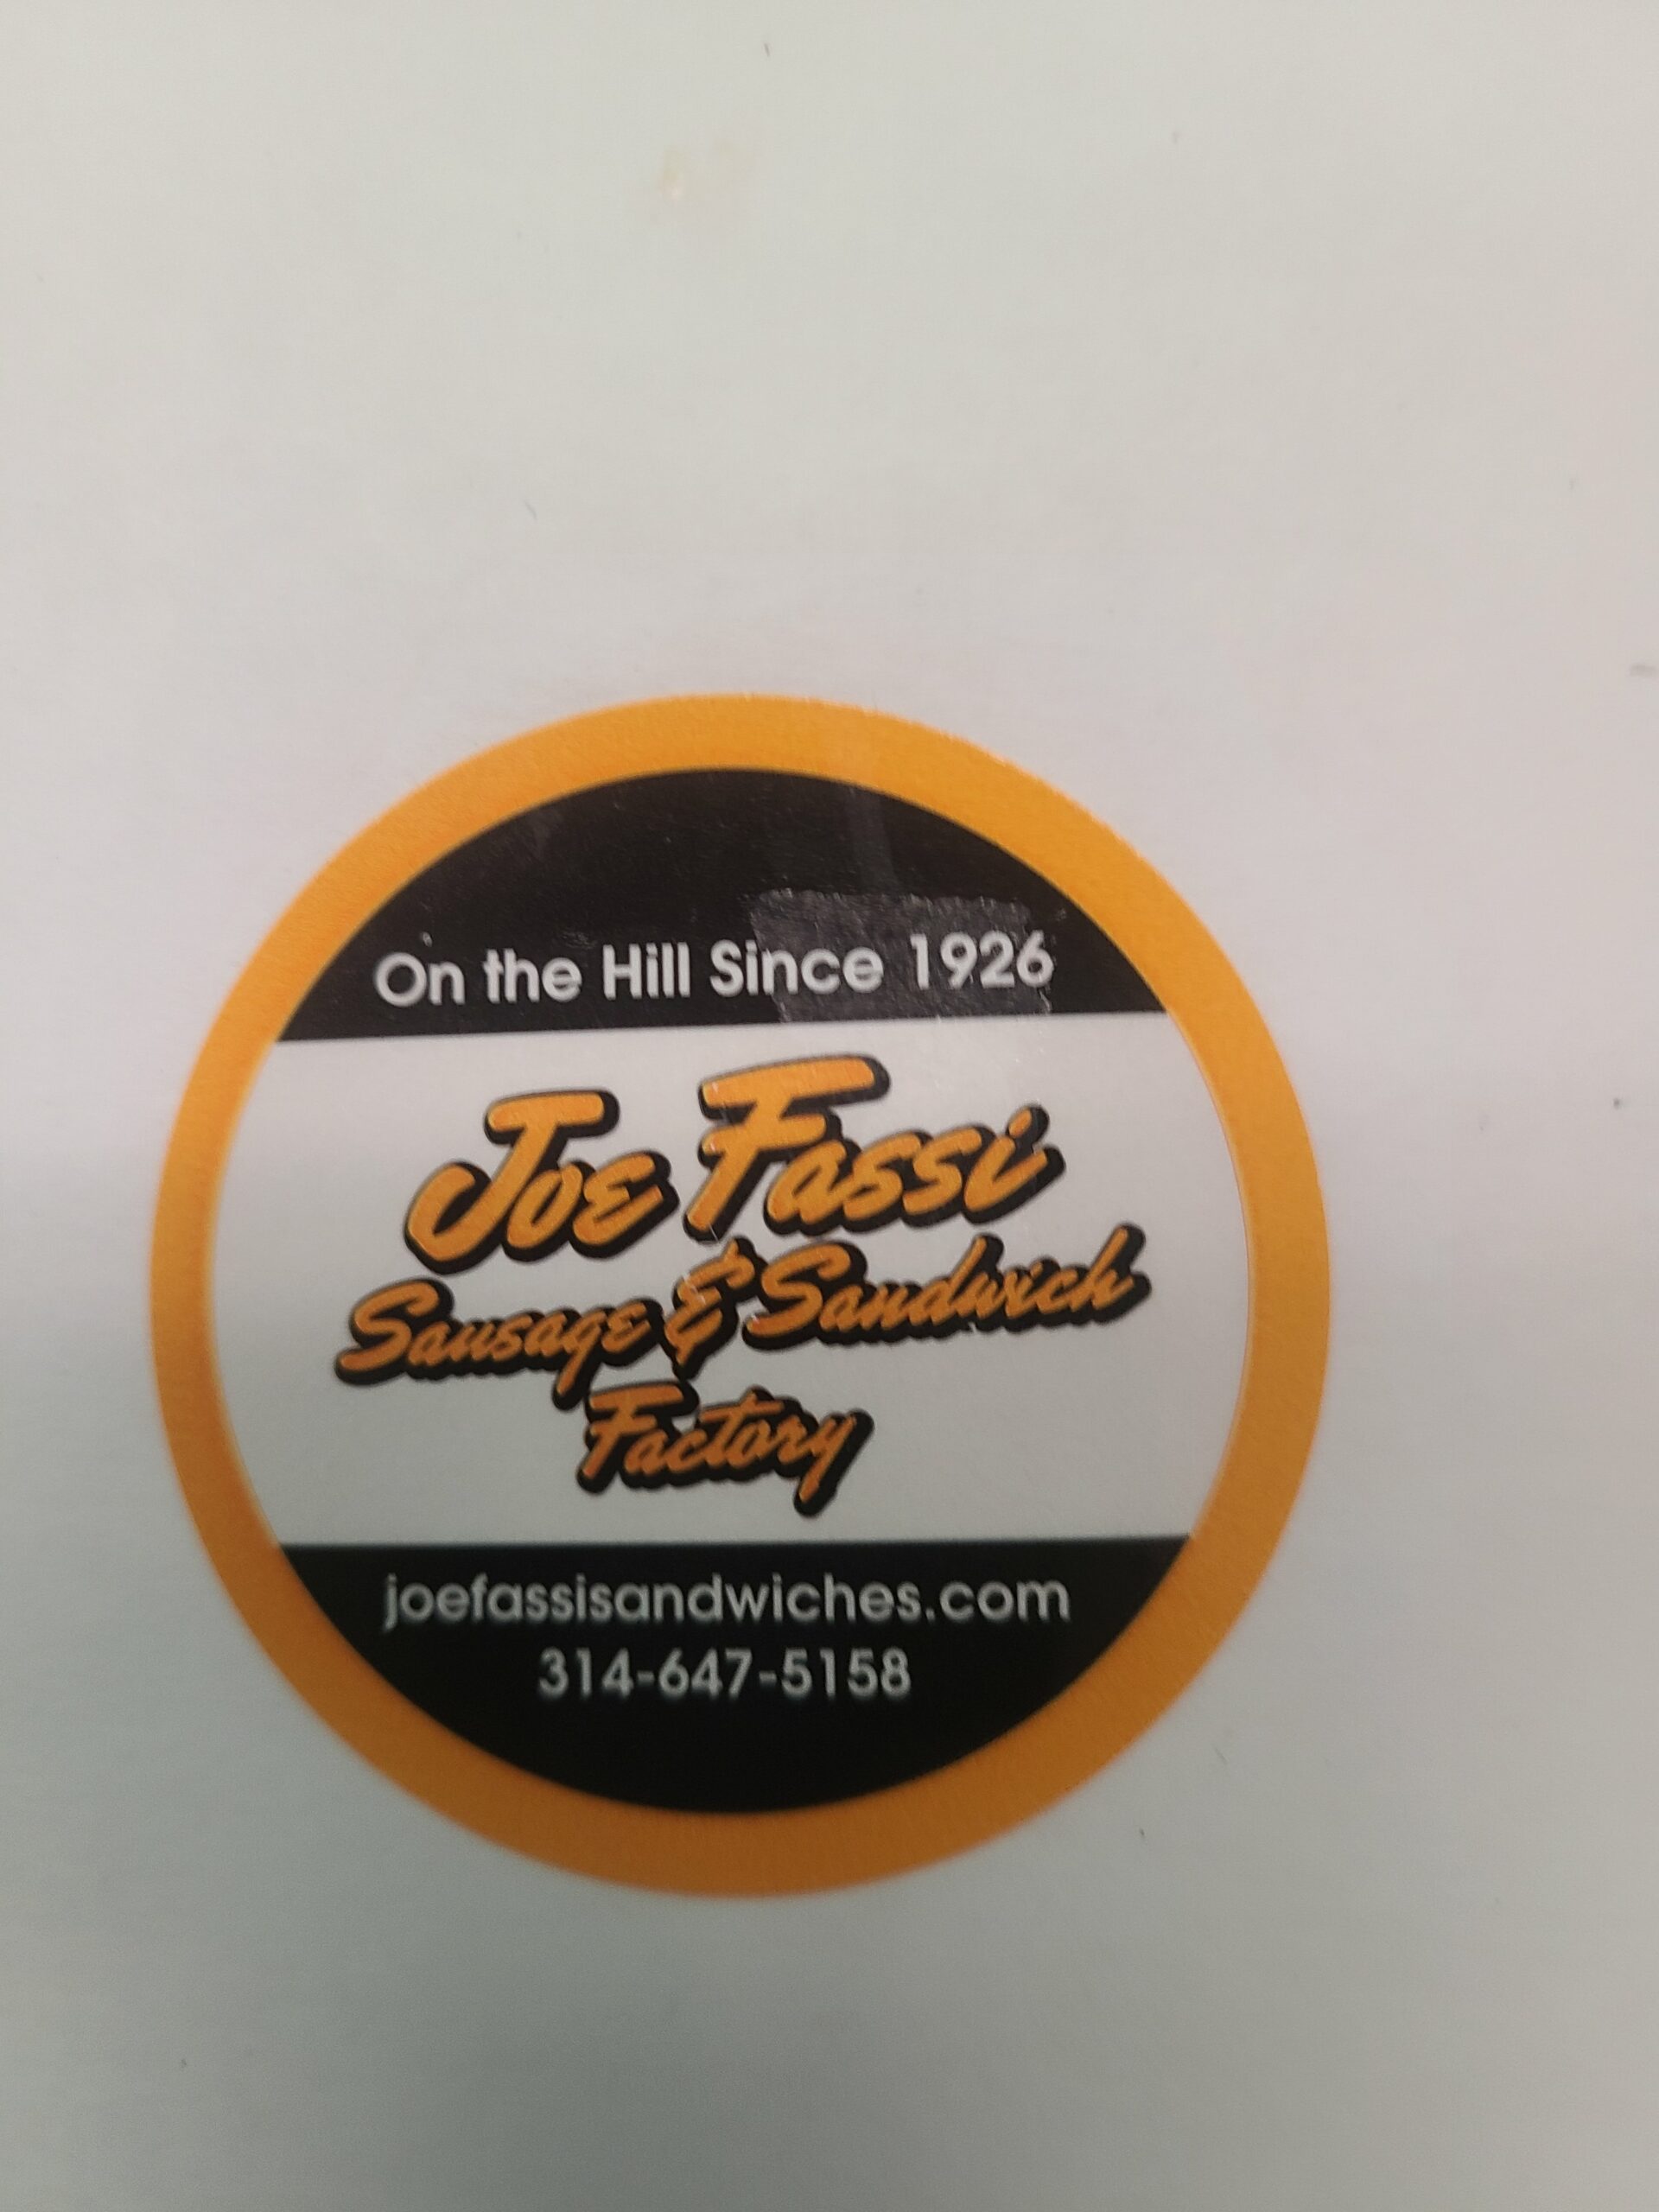 On the Hill Since 1926
Joe Fassi
Sausage & Sandwich
Factory
joefassisandwiches.com
314-647-5158